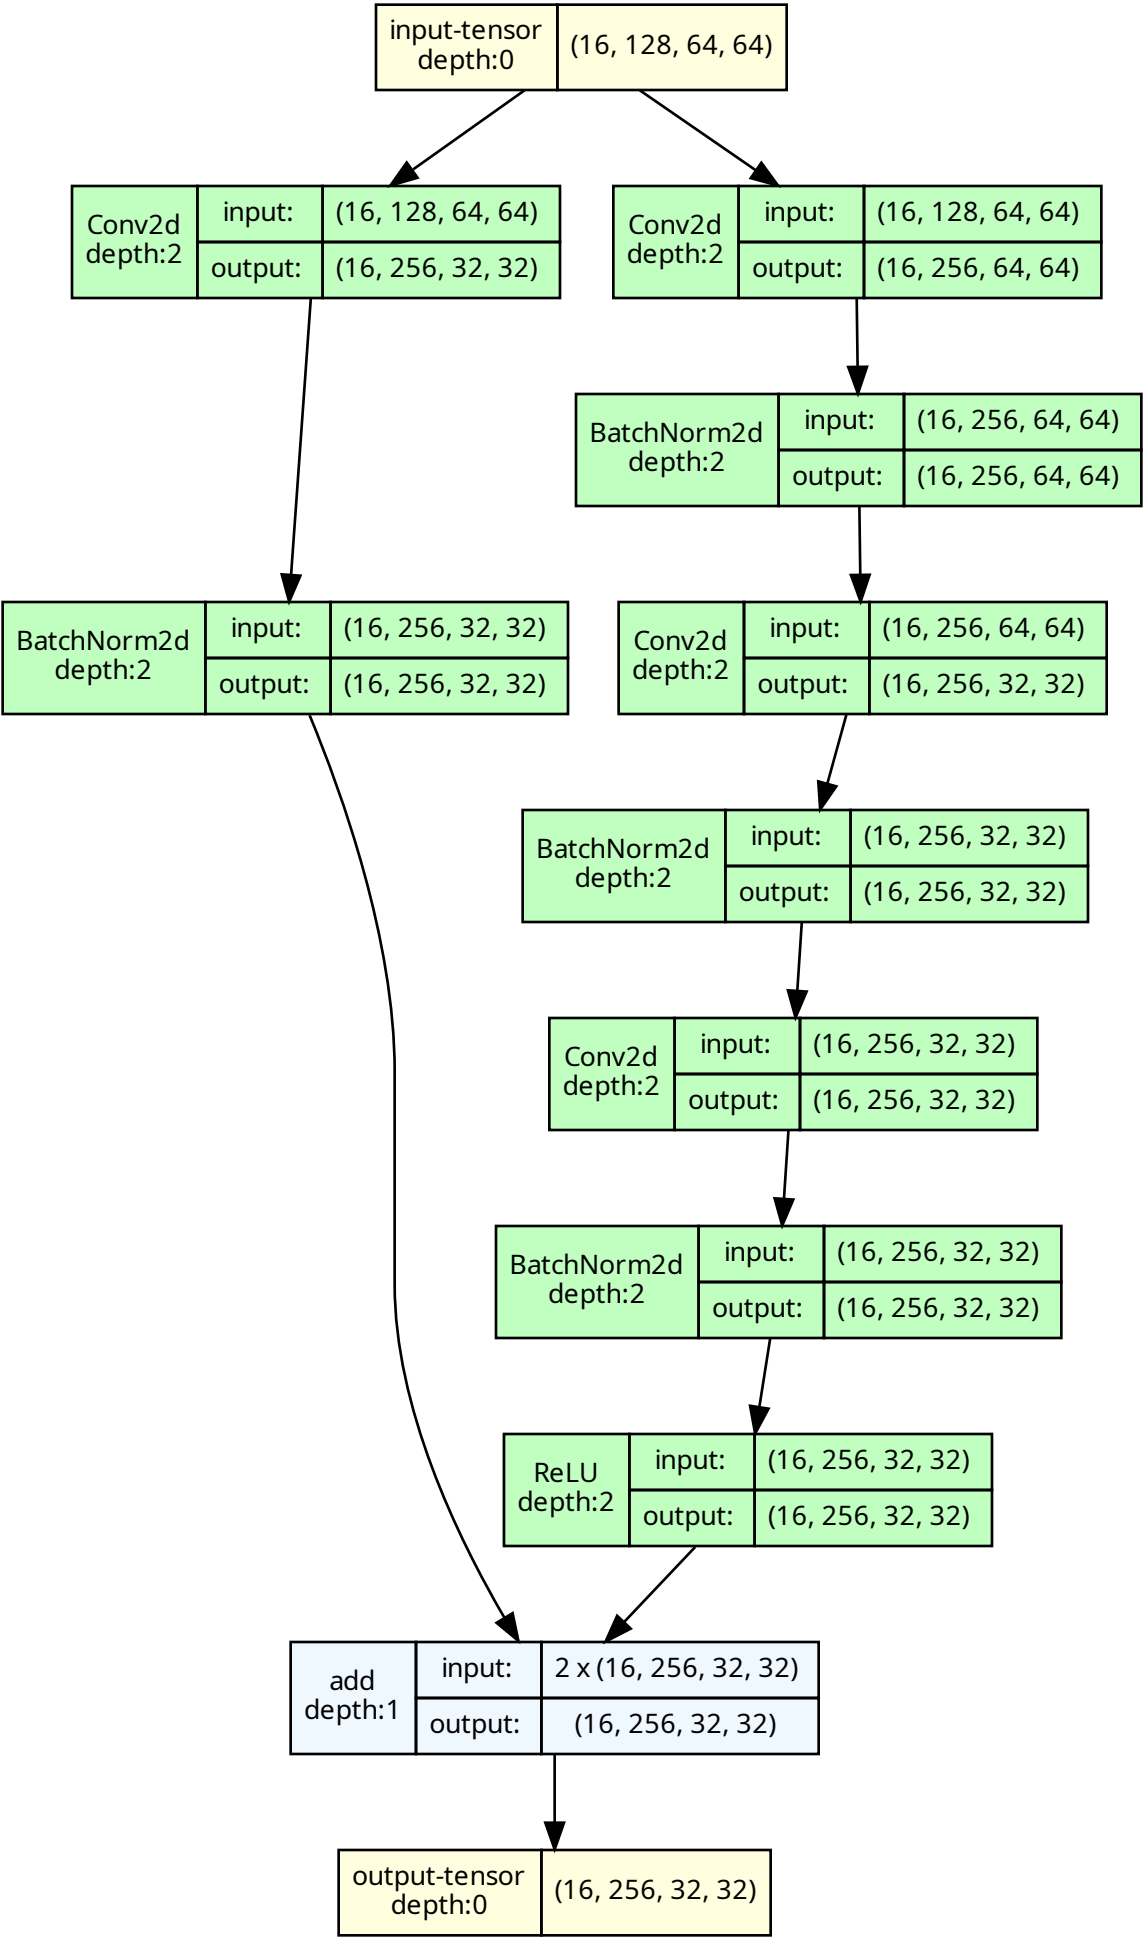 input-tensor
depth:0
(16, 128, 64, 64)
Conv2d
depth:2
input:
(16, 128, 64, 64)
output:
(16, 256, 32, 32)
Conv2d
depth:2
input:
(16, 128, 64, 64)
output:
(16, 256, 64, 64)
BatchNorm2d
depth:2
input:
(16, 256, 64, 64)
output:
(16, 256, 64, 64)
BatchNorm2d
depth:2
input:
(16, 256, 32, 32)
output:
(16, 256, 32, 32)
Conv2d
depth:2
input:
(16, 256, 64, 64)
output:
(16, 256, 32, 32)
BatchNorm2d
depth:2
input:
(16, 256, 32, 32)
output:
(16, 256, 32, 32)
Conv2d
depth:2
input:
(16, 256, 32, 32)
output:
(16, 256, 32, 32)
BatchNorm2d
depth:2
input:
(16, 256, 32, 32)
output:
(16, 256, 32, 32)
ReLU
depth:2
input:
(16, 256, 32, 32)
output:
(16, 256, 32, 32)
add
depth:1
input:
2 x (16, 256, 32, 32)
output:
(16, 256, 32, 32)
output-tensor
depth:0
(16, 256, 32, 32)